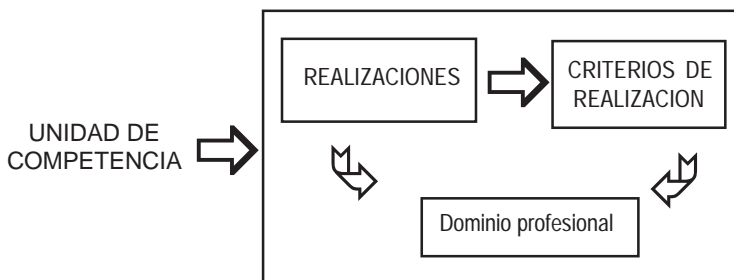 UNIDAD DE
COMPETENCIA
REALIZACIONES
CRITERIOS DE
REALIZACION
Dominio profesional